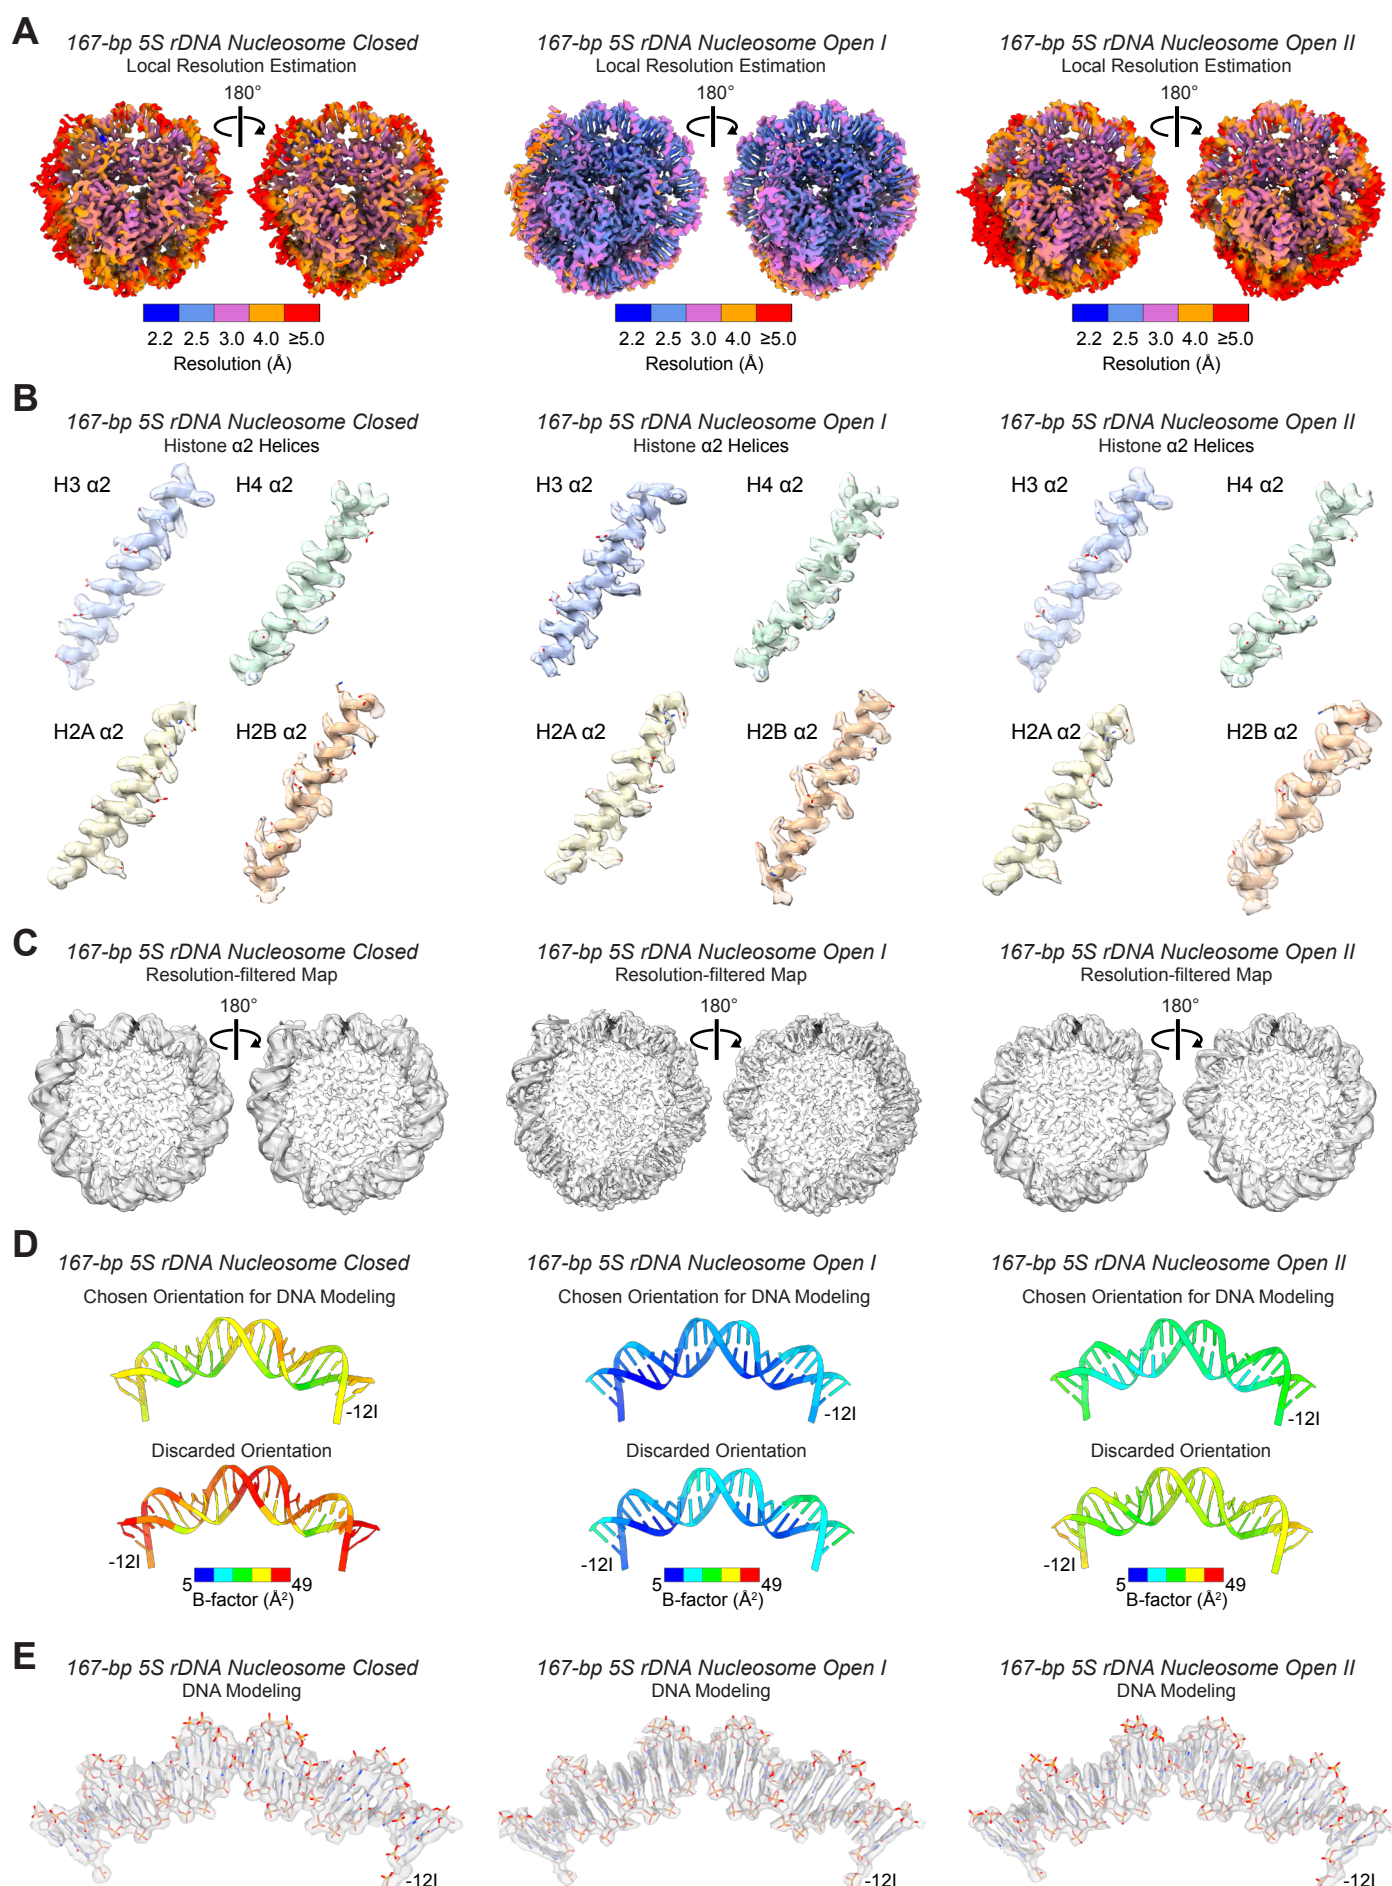 A
167-bp 5S rDNA Nucleosome Closed
Local Resolution Estimation
180°
2.2 2.5 3.0 4.0 ≥5.0
Resolution (Å)
167-bp 5S rDNA Nucleosome Open I
Local Resolution Estimation
180°
2.2 2.5 3.0 4.0 ≥5.0
Resolution (Å)
167-bp 5S rDNA Nucleosome Open II
Local Resolution Estimation
180°
2.2 2.5 3.0 4.0 ≥5.0
Resolution (Å)
B
167-bp 5S rDNA Nucleosome Closed
Histone α2 Helices
H3 α2
H4 α2
H2A α2
H2B α2
167-bp 5S rDNA Nucleosome Open I
Histone α2 Helices
H3 α2
H4 α2
H2A α2
H2B α2
167-bp 5S rDNA Nucleosome Open II
Histone α2 Helices
H3 α2
H4 α2
H2A α2
H2B α2
C
167-bp 5S rDNA Nucleosome Closed
Resolution-filtered Map
180°
167-bp 5S rDNA Nucleosome Open I
Resolution-filtered Map
180°
167-bp 5S rDNA Nucleosome Open II
Resolution-filtered Map
180°
D
167-bp 5S rDNA Nucleosome Closed
Chosen Orientation for DNA Modeling
-12I
Discarded Orientation
-12I
5 49
B-factor (Å²)
167-bp 5S rDNA Nucleosome Open I
Chosen Orientation for DNA Modeling
-12I
Discarded Orientation
-12I
5 49
B-factor (Å²)
167-bp 5S rDNA Nucleosome Open II
Chosen Orientation for DNA Modeling
-12I
Discarded Orientation
-12I
5 49
B-factor (Å²)
E
167-bp 5S rDNA Nucleosome Closed
DNA Modeling
-12I
167-bp 5S rDNA Nucleosome Open I
DNA Modeling
-12I
167-bp 5S rDNA Nucleosome Open II
DNA Modeling
-12I